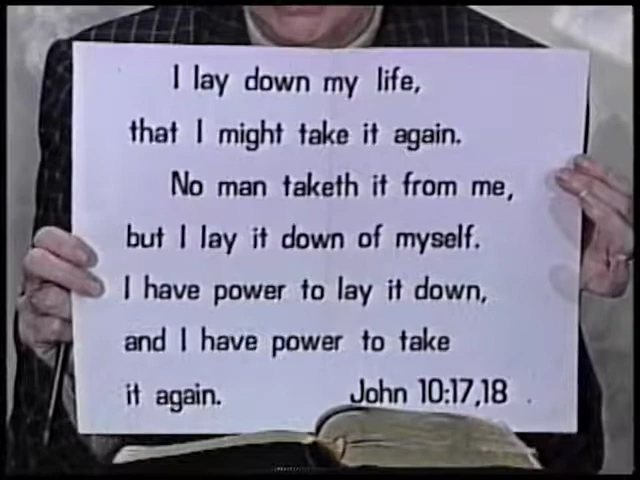 I lay down my life,
that I might take it again.
No man taketh it from me,
but I lay it down of myself.
I have power to lay it down,
and I have power to take
it again. John 10:17,18